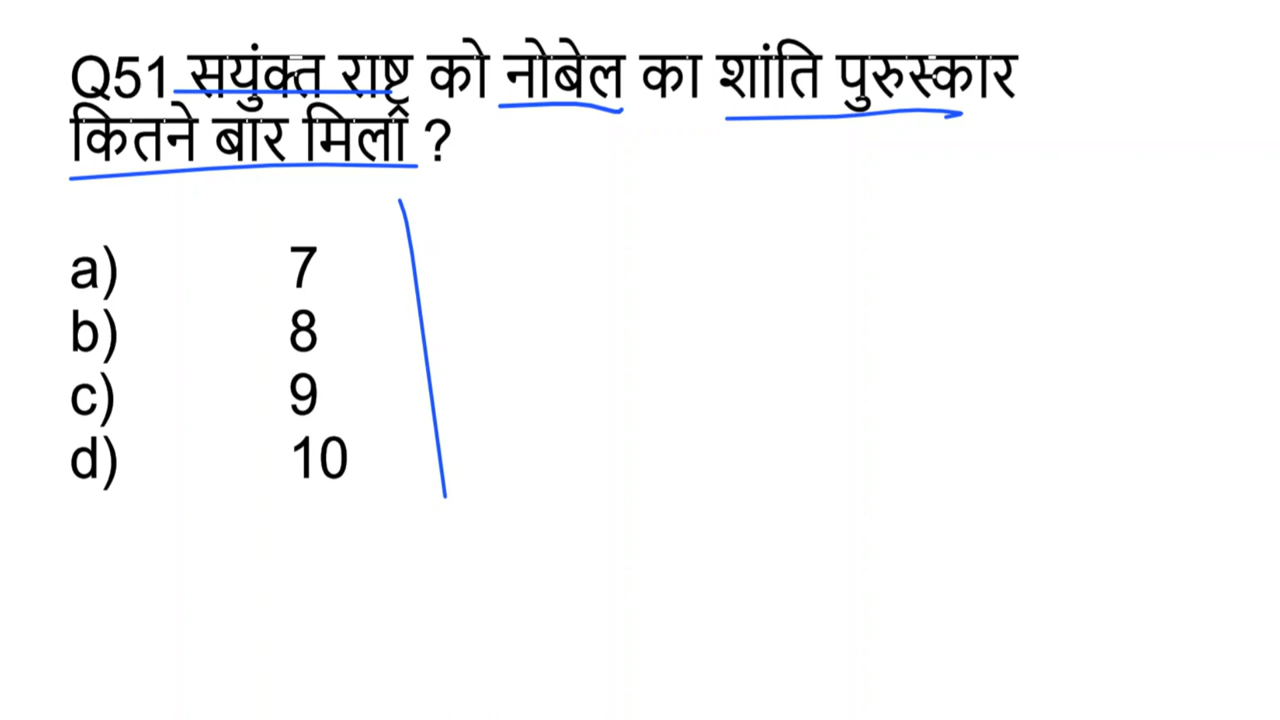 Q51 सयुंक्त राष्ट्र को नोबेल का शांति पुरुस्कार
कितने बार मिला ?
a) 7
b) 8
c) 9
d) 10